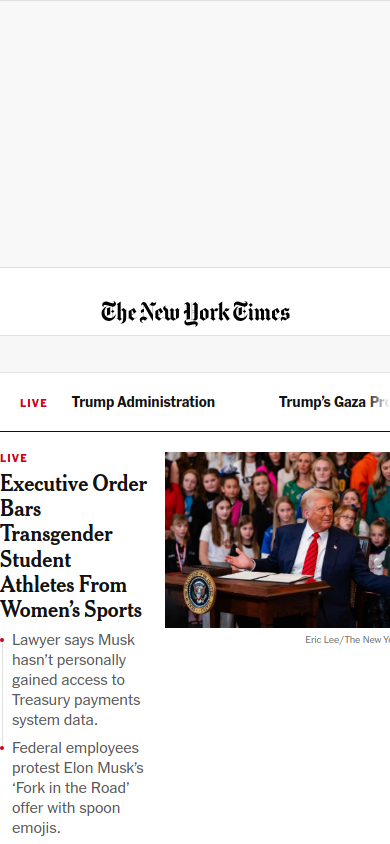 The New York Times
LIVE
Trump Administration
Trump's Gaza
LIVE
Executive Order
Bars
Transgender
Student
Athletes From
Women's Sports
Lawyer says Musk
hasn't personally
gained access to
Treasury payments
system data.
Federal employees
protest Elon Musk's
‘Fork in the Road’
offer with spoon
emojis.
Eric Lee/The New